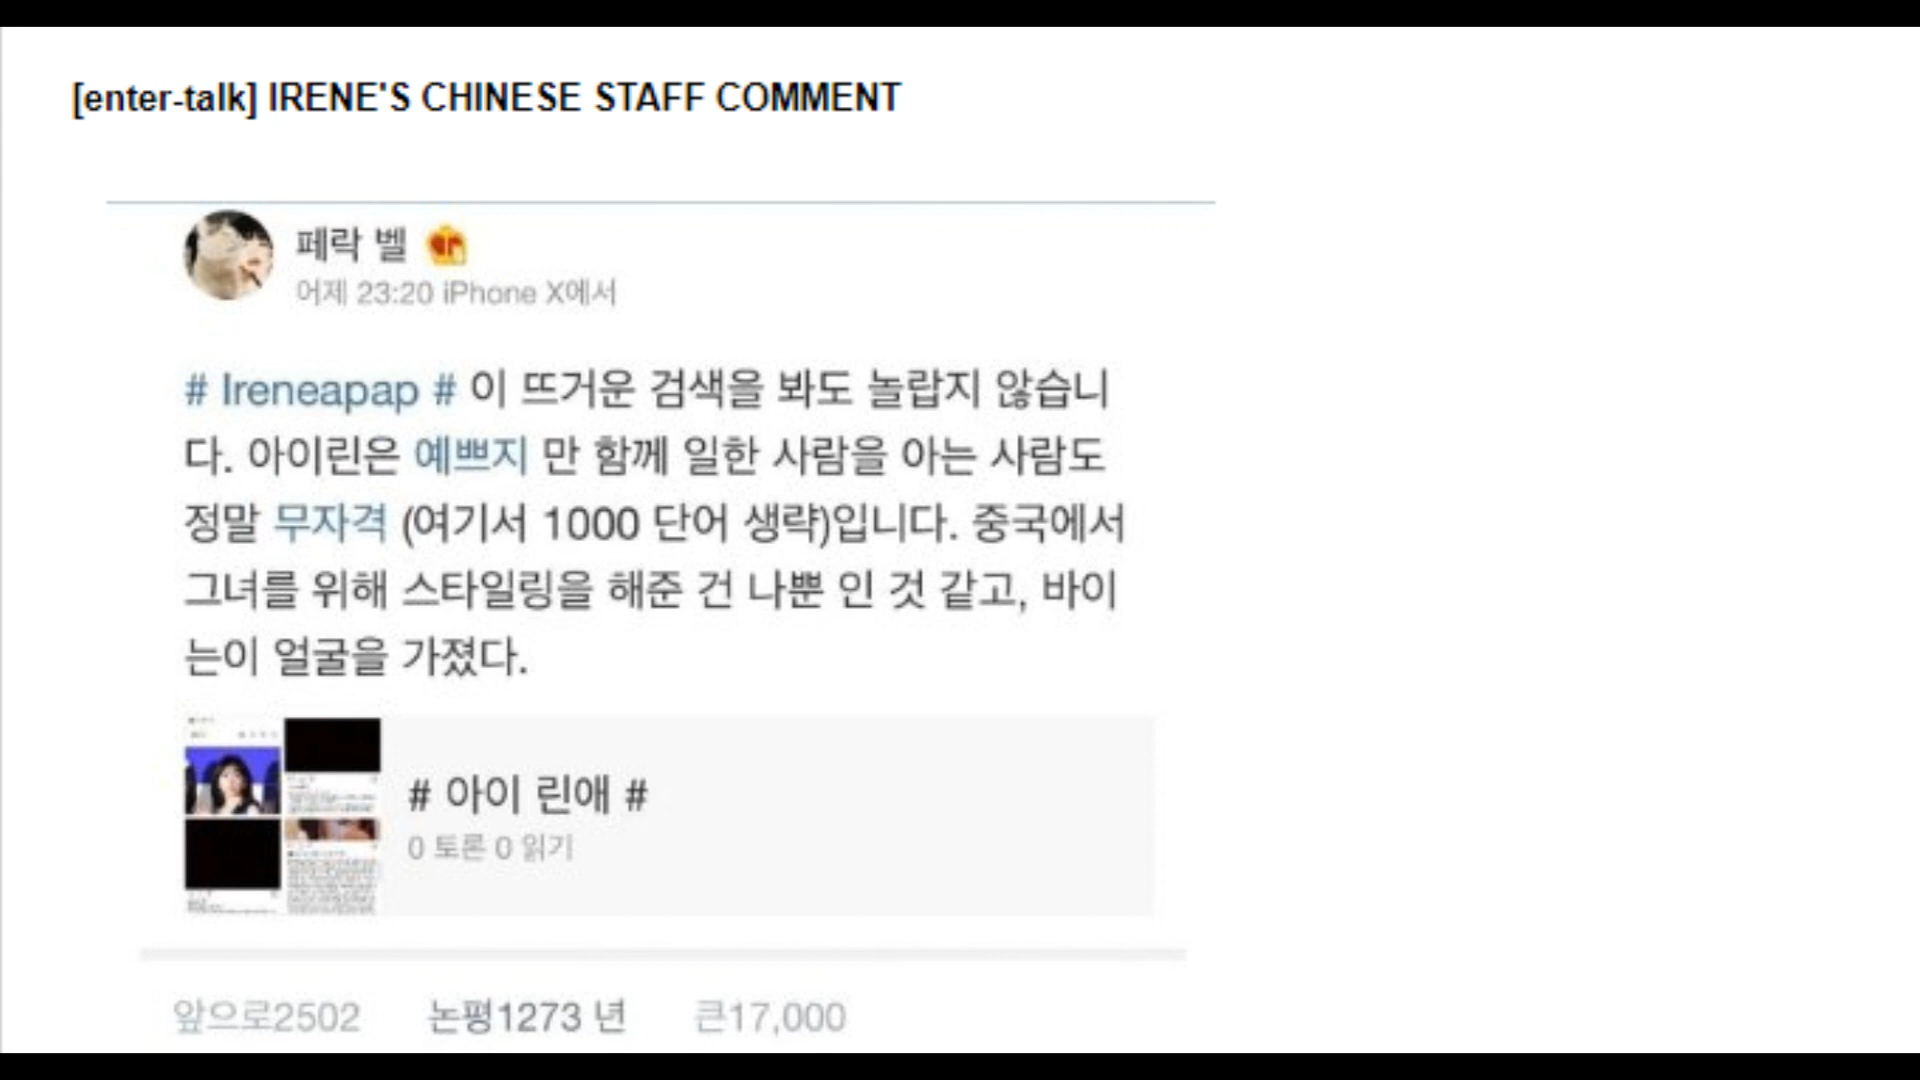 [enter-talk] IRENE'S CHINESE STAFF COMMENT
페락 벨
어제 23:20 iPhone X에서
# Ireneapap # 이 뜨거운 검색을 봐도 놀랍지 않습니
다. 아이린은 예쁘지 만 함께 일한 사람을 아는 사람도
정말 무자격 (여기서 1000 단어 생략)입니다. 중국에서
그녀를 위해 스타일링을 해준 건 나뿐 인 것 같고, 바이
는이 얼굴을 가졌다.
# 아이 린애 #
0 토론 0 읽기
앞으로2502 논평1273 년 큰17,000